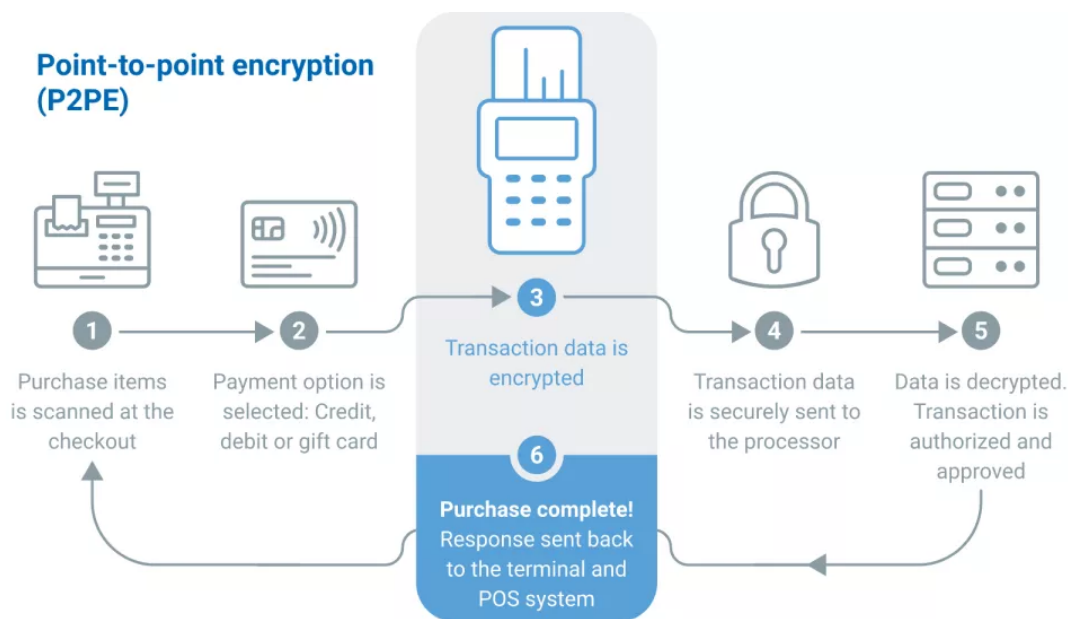 Point-to-point encryption
(P2PE)
1
Purchase items
is scanned at the
checkout
2
Payment option is
selected: Credit,
debit or gift card
3
Transaction data is
encrypted
4
Transaction data
is securely sent to
the processor
5
Data is decrypted.
Transaction is
authorized and
approved
6
Purchase complete!
Response sent back
to the terminal and
POS system